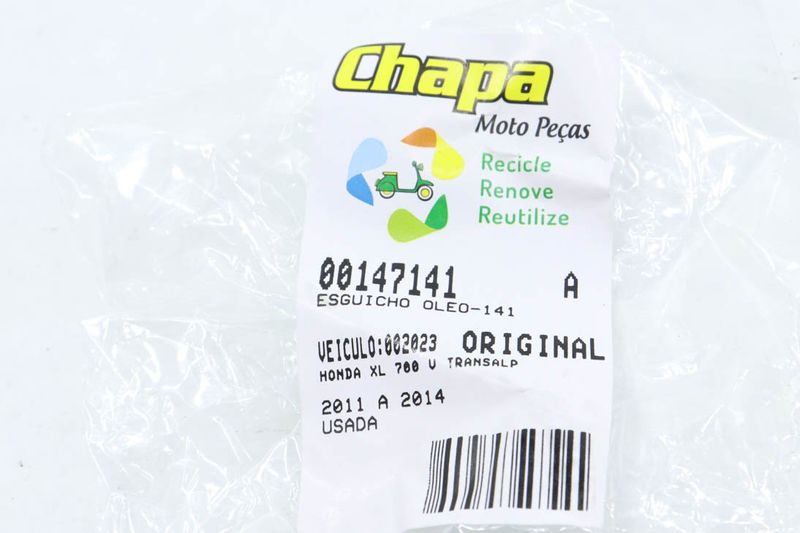 Chapa
Moto Peças
Recicle
Renove
Reutilize
00147141 A
ESGUICHO OLEO-141
VEICULO:002023 ORIGINAL
HONDA XL 700 V TRANSALP
2011 A 2014
USADA